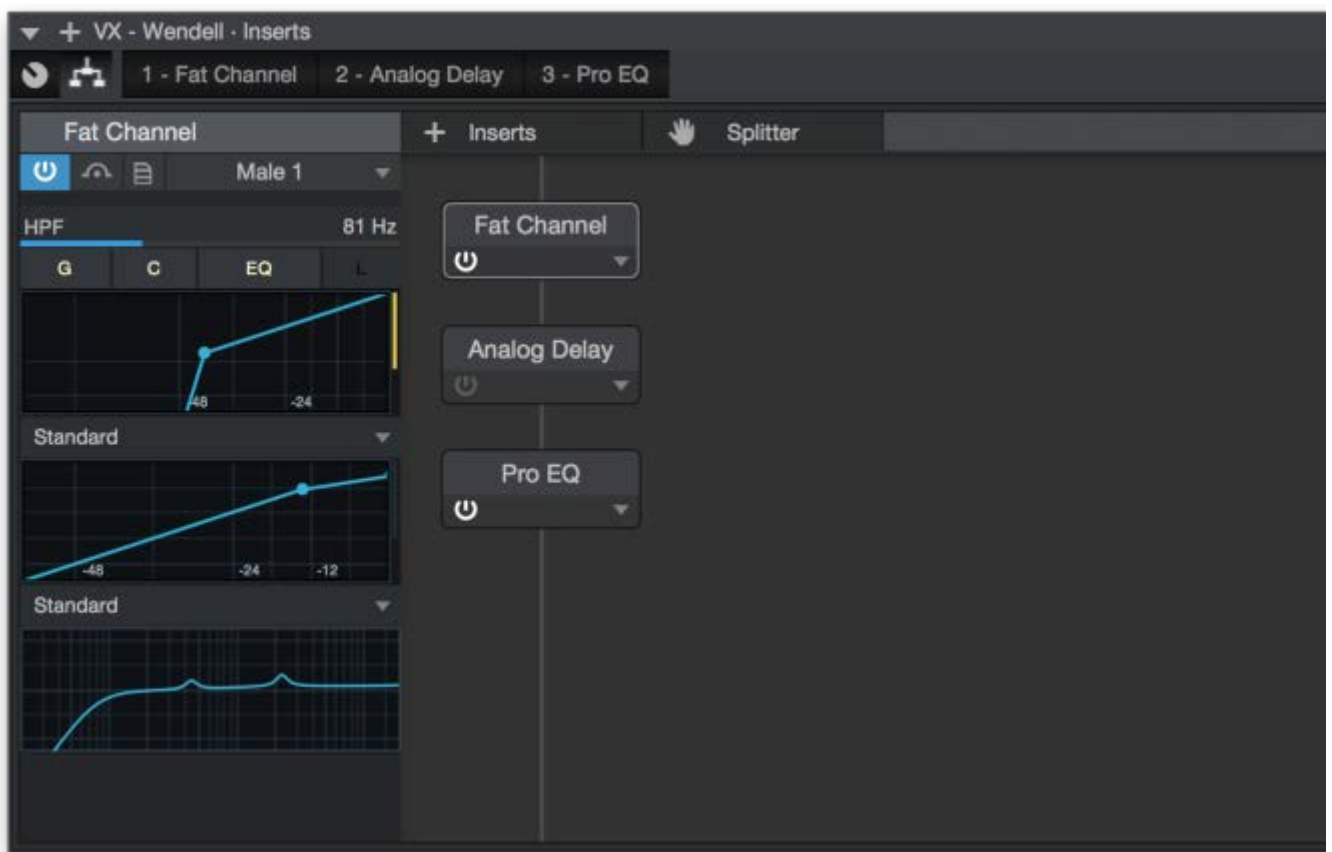 VX - Wendell · Inserts
1 - Fat Channel 2 - Analog Delay 3 - Pro EQ
Fat Channel
Male 1
HPF 81 Hz
G C EQ L
-48 -24
Standard
-48 -24 -12
Standard
Inserts Splitter
Fat Channel
Analog Delay
Pro EQ